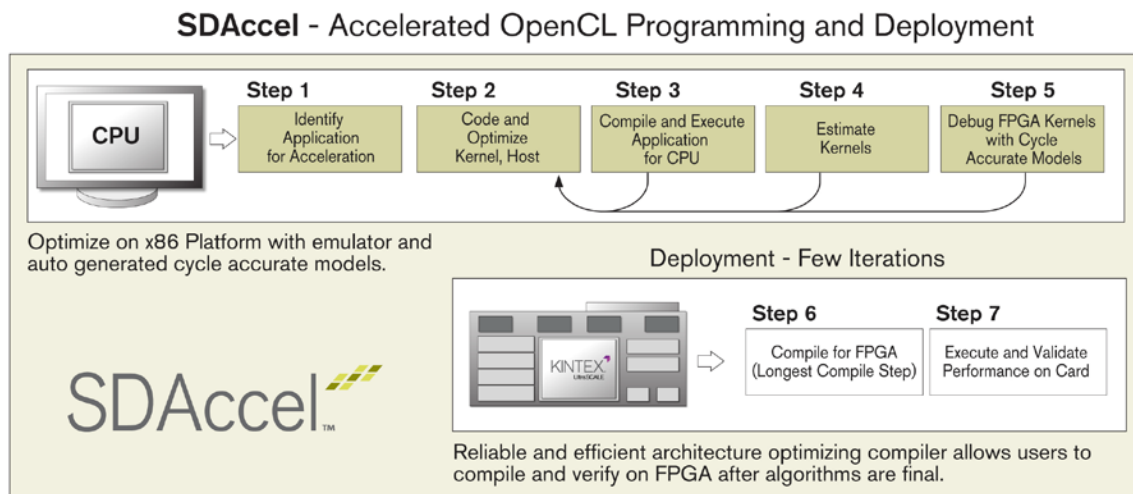 SDAccel - Accelerated OpenCL Programming and Deployment
CPU
Step 1
Identify
Application
for Acceleration
Step 2
Code and
Optimize
Kernel, Host
Step 3
Compile and Execute
Application
for CPU
Step 4
Estimate
Kernels
Step 5
Debug FPGA Kernels
with Cycle
Accurate Models
Optimize on x86 Platform with emulator and
auto generated cycle accurate models.
Deployment - Few Iterations
KINTEX
UltraSCALE
Step 6
Compile for FPGA
(Longest Compile Step)
Step 7
Execute and Validate
Performance on Card
SDAccel™
Reliable and efficient architecture optimizing compiler allows users to
compile and verify on FPGA after algorithms are final.